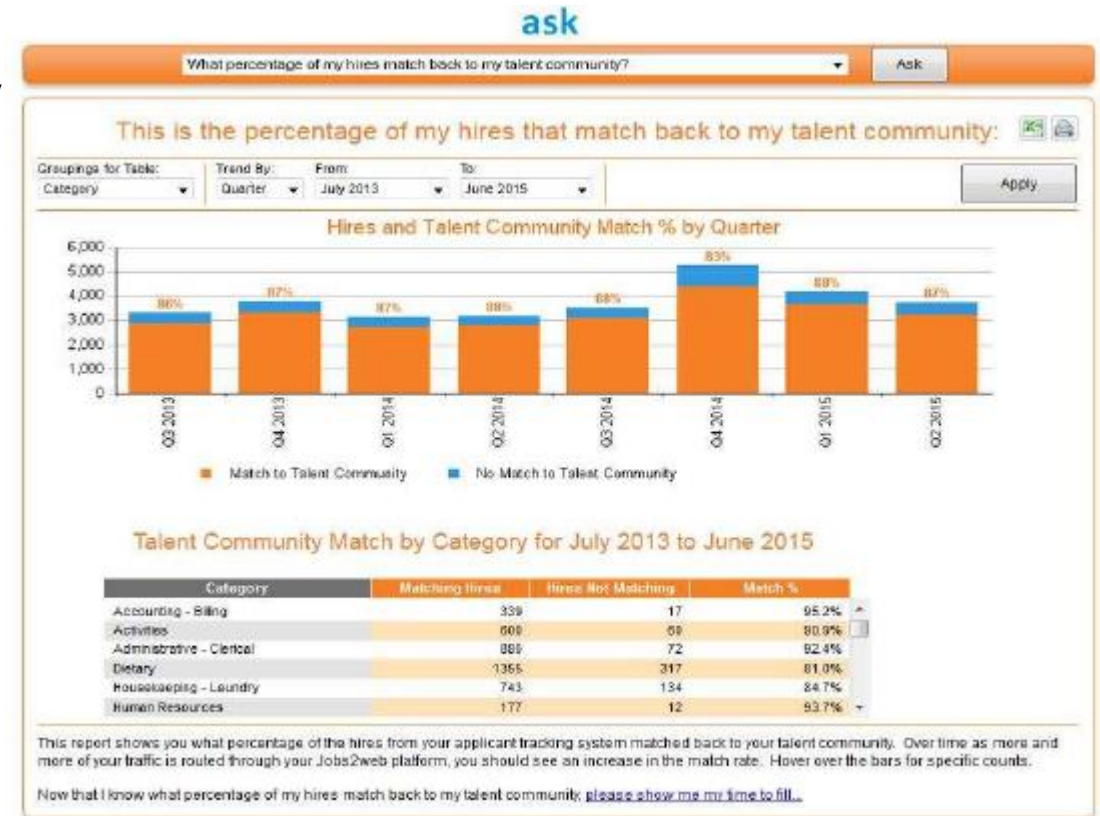 ask
What percentage of my hires match back to my talent community?
Ask
This is the percentage of my hires that match back to my talent community:
Groupings for Table: Trend By: From: To:
Category Quarter July 2013 June 2015 Apply
Hires and Talent Community Match % by Quarter
6,000
5,000
4,000
3,000
2,000
1,000
0
86% 87% 87% 88% 88% 83% 88% 87%
Q3 2013 Q4 2013 Q1 2014 Q2 2014 Q3 2014 Q4 2014 Q1 2015 Q2 2015
Match to Talent Community No Match to Talent Community
Talent Community Match by Category for July 2013 to June 2015
Category Matching Hires Hires Not Matching Match %
Accounting - Billing 339 17 95.2%
Activities
Administrative - Clerical 72 92.4%
Dietary 1355 317 81.0%
Housekeeping - Laundry 743 134 84.7%
Human Resources 177 12 93.7%
This report shows you what percentage of the hires from your applicant tracking system matched back to your talent community. Over time as more and
more of your traffic is routed through your Jobs2web platform, you should see an increase in the match rate. Hover over the bars for specific counts.
Now that I know what percentage of my hires match back to my talent community, please show me my time to fill...